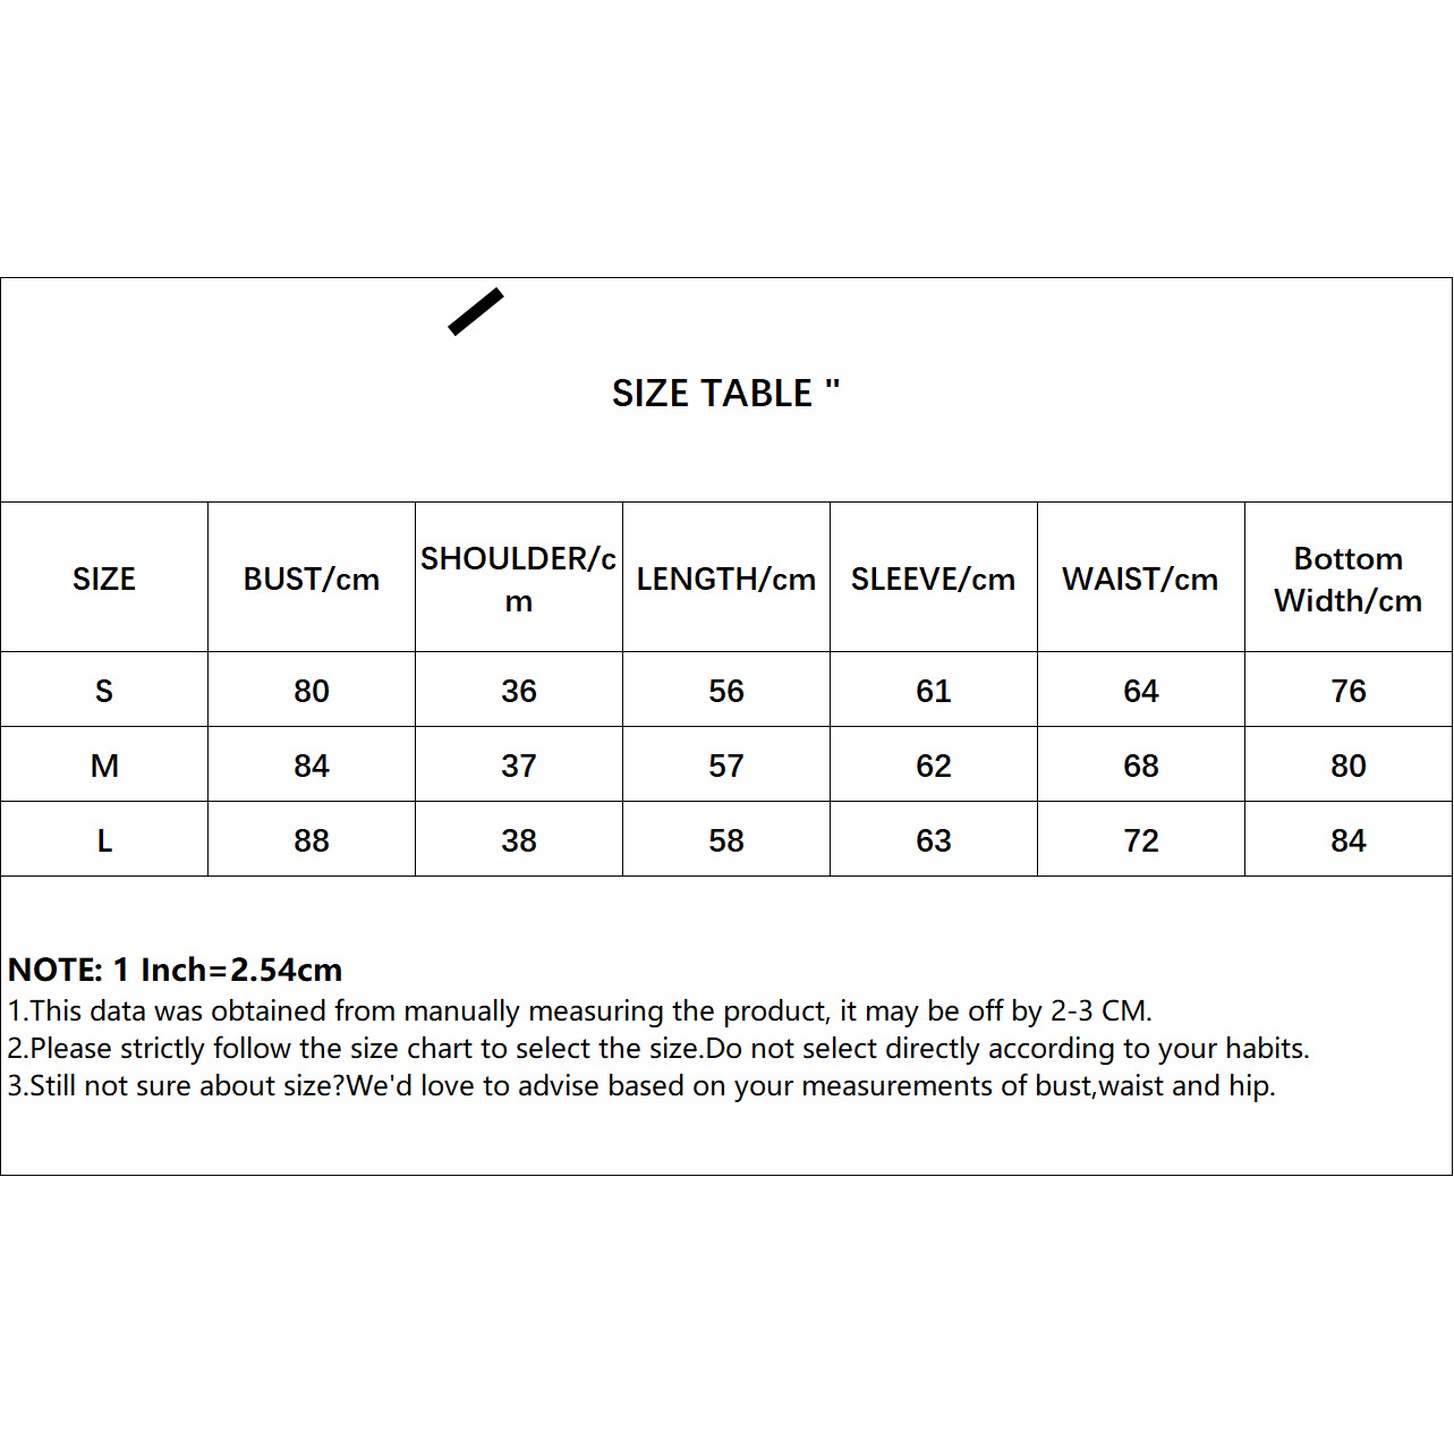 SIZE TABLE "
SIZE BUST/cm SHOULDER/c
m LENGTH/cm SLEEVE/cm WAIST/cm Bottom
Width/cm
S 80 36 56 61 64 76
M 84 37 57 62 68 80
L 88 38 58 63 72 84
NOTE: 1 Inch=2.54cm
1.This data was obtained from manually measuring the product, it may be off by 2-3 CM.
2.Please strictly follow the size chart to select the size.Do not select directly according to your habits.
3.Still not sure about size?We'd love to advise based on your measurements of bust,waist and hip.